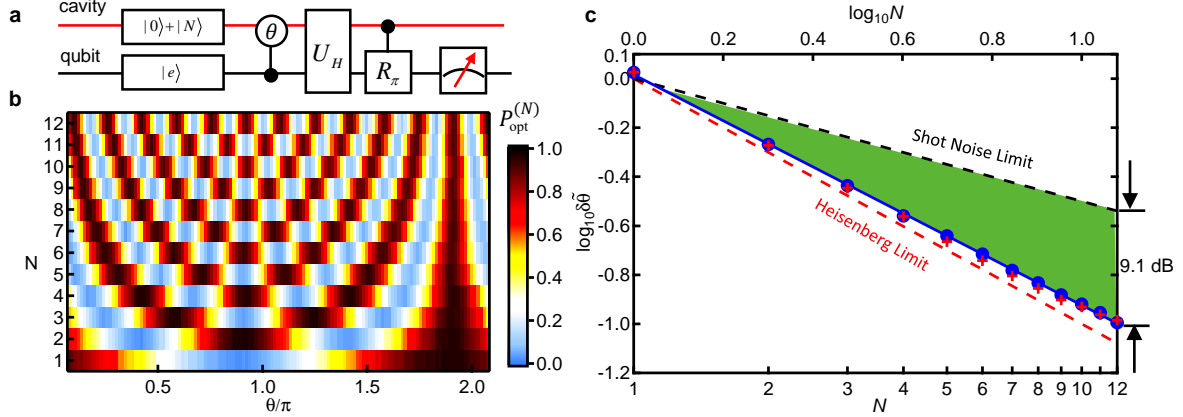 a
cavity
|0⟩+|N⟩
θ
U_H
qubit
|e⟩
R_π
b
P_opt^(N)
12
11
10
9
8
7
6
5
4
3
2
1
N
0.5
1.0
1.5
2.0
θ/π
1.0
0.8
0.6
0.4
0.2
0.0
c
log₁₀N
0.0
0.2
0.4
0.6
0.8
1.0
0.1
0.0
-0.2
-0.4
-0.6
-0.8
-1.0
-1.2
log₁₀δθ̃
Shot Noise Limit
Heisenberg Limit
9.1 dB
1
2
3
4
5
6
7
8
9
10
12
N